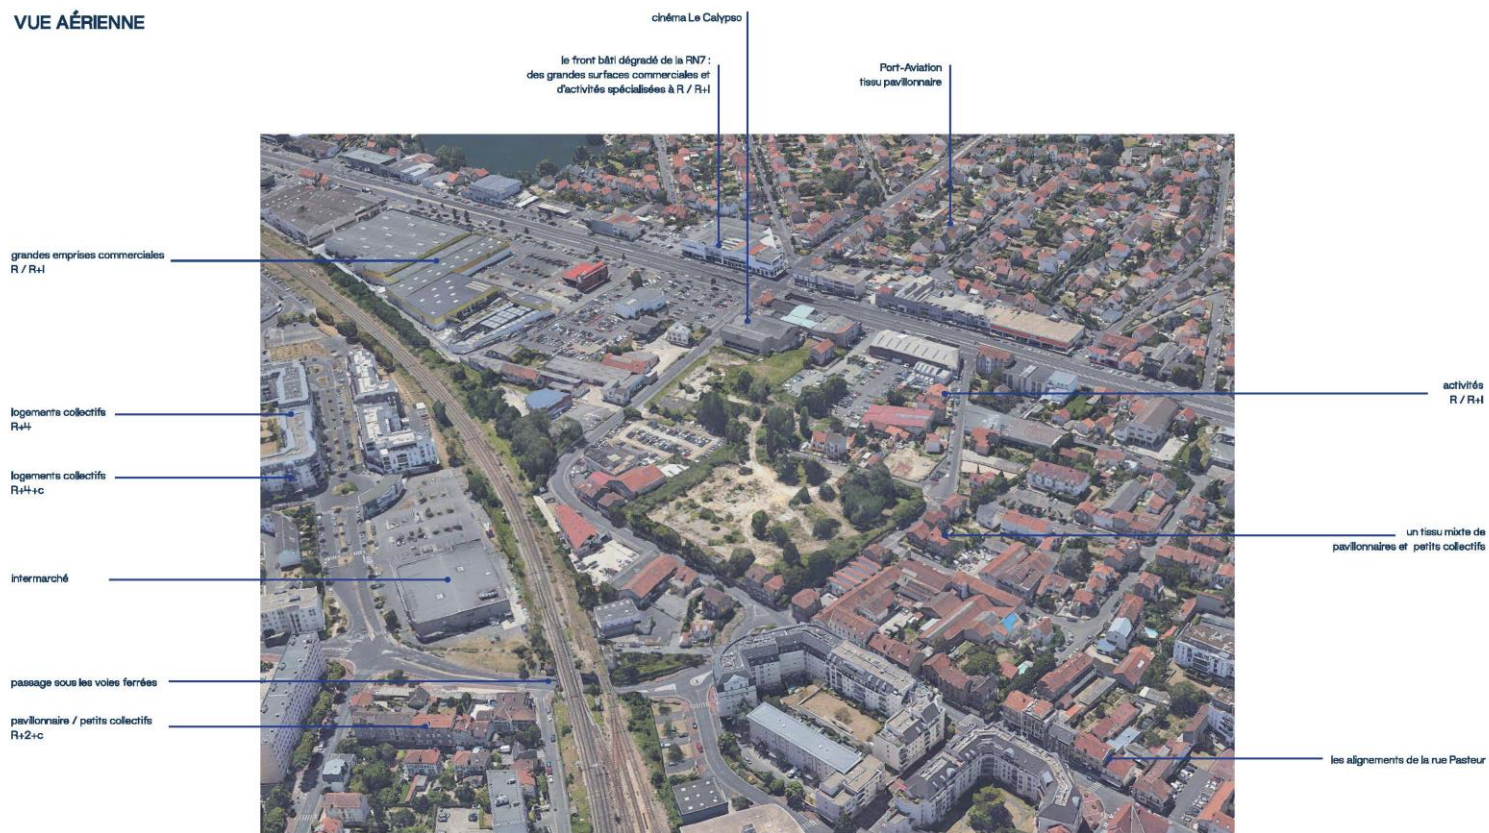 VUE AÉRIENNE
cinéma Le Calypso
le front bâti dégradé de la RN7 :
des grandes surfaces commerciales et
d'activités spécialisées à R / R+1
Port-Aviation
tissu pavillonnaire
grandes emprises commerciales
R / R+1
logements collectifs
R+4
logements collectifs
R+4+c
intermarché
passage sous les voies ferrées
pavillonnaire / petits collectifs
R+2+c
activités
R / R+1
un tissu mixte de
pavillonnaires et petits collectifs
les alignements de la rue Pasteur